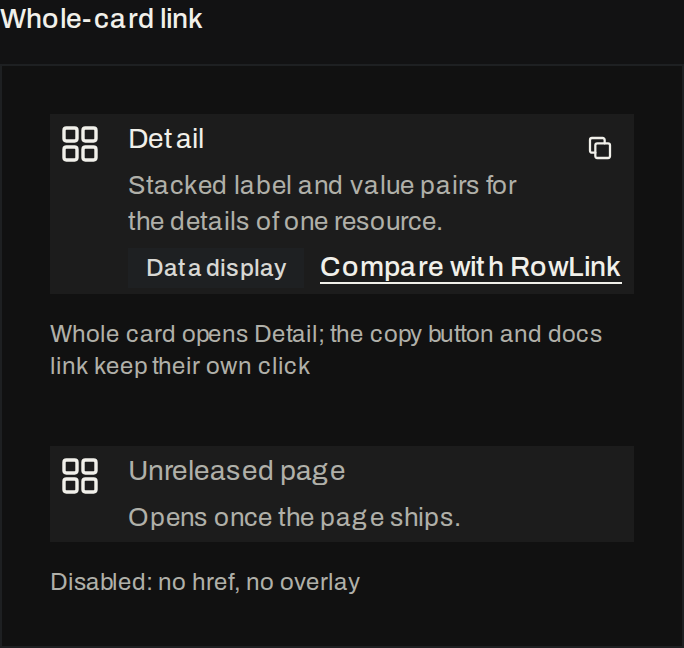 Whole-card link
Detail
Stacked label and value pairs for
the details of one resource.
Data display
Compare with RowLink
Whole card opens Detail; the copy button and docs
link keep their own click
Unreleased page
Opens once the page ships.
Disabled: no href, no overlay